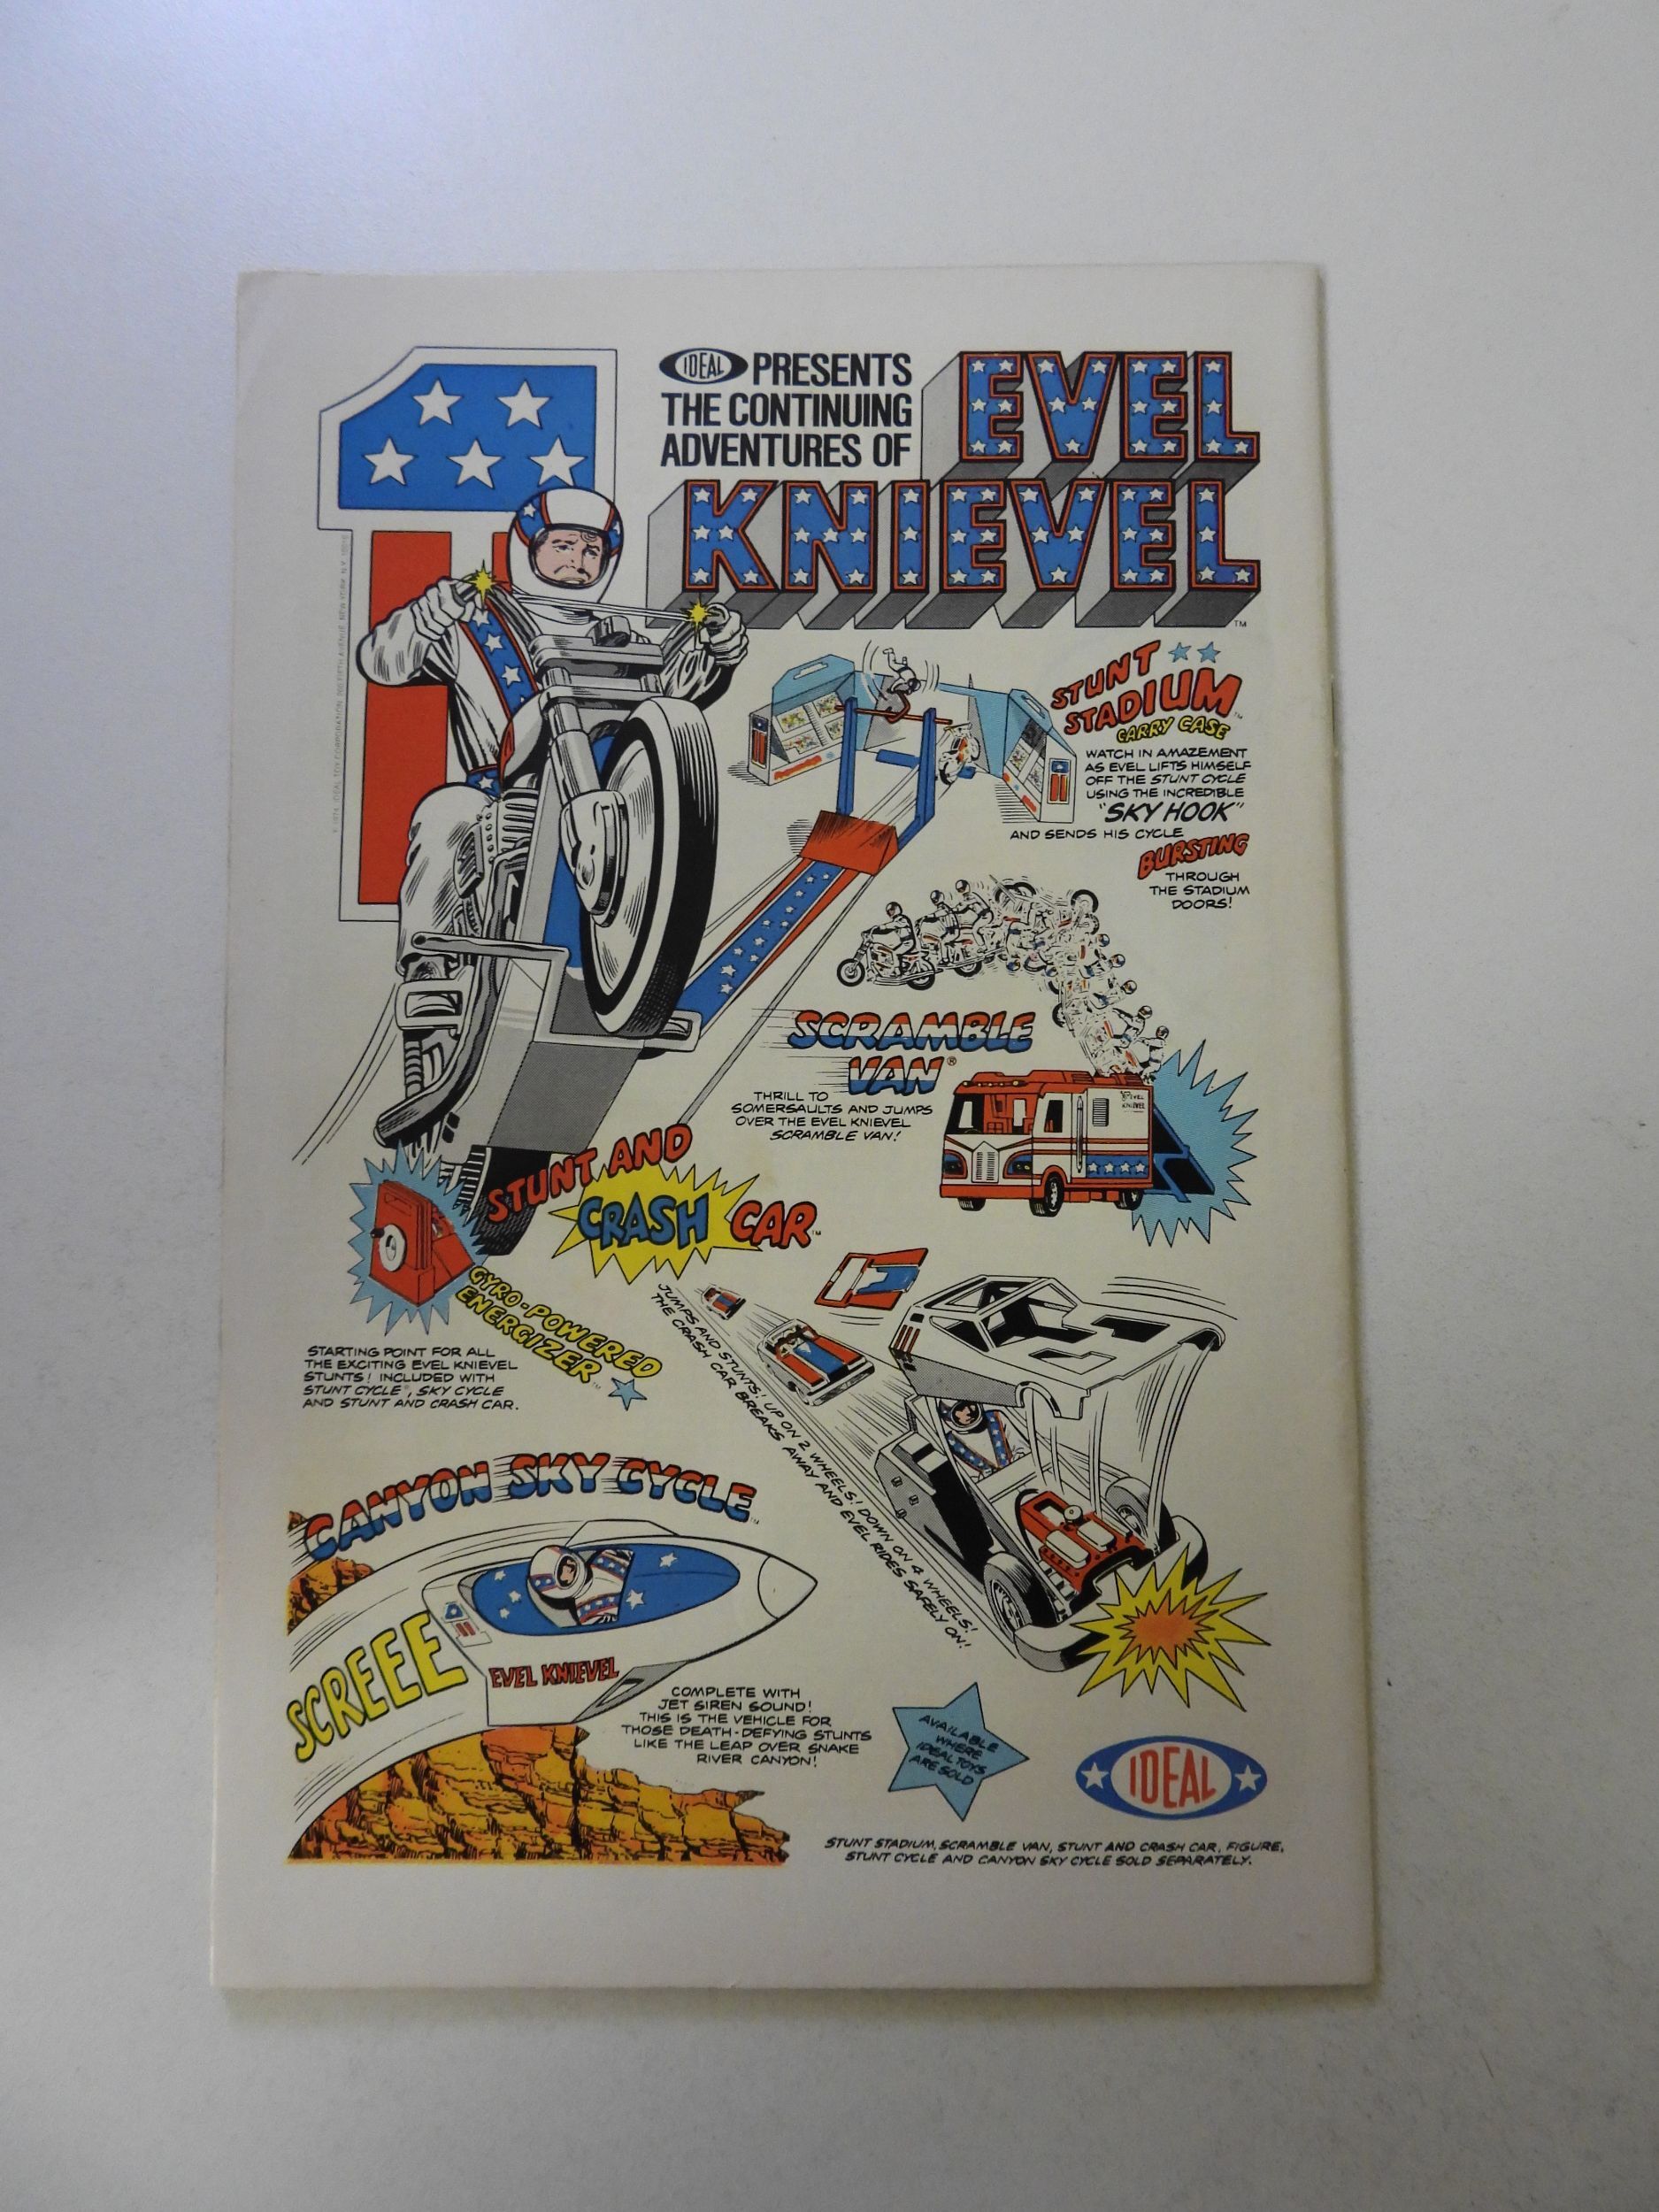 IDEAL PRESENTS
THE CONTINUING
ADVENTURES OF
EVEL
KNIEVEL™
STUNT
STADIUM™
CARRY CASE
WATCH IN AMAZEMENT
AS EVEL LIFTS HIMSELF
OFF THE STUNT CYCLE
USING THE INCREDIBLE
"SKY HOOK"
AND SENDS HIS CYCLE
BURSTING
THROUGH
THE STADIUM
DOORS!
SCRAMBLE
VAN®
THRILL TO
SOMERSAULTS AND JUMPS
OVER THE EVEL KNIEVEL
SCRAMBLE VAN!
EVEL
KNIEVEL
STUNT AND
CRASH CAR™
JUMPS AND STUNTS! UP ON 2 WHEELS! DOWN ON 4 WHEELS!
THE CRASH CAR BREAKS AWAY AND EVEL RIDES SAFELY ON!
GYRO-POWERED
ENERGIZER™
STARTING POINT FOR ALL
THE EXCITING EVEL KNIEVEL
STUNTS! INCLUDED WITH
STUNT CYCLE®, SKY CYCLE
AND STUNT AND CRASH CAR.
CANYON SKY CYCLE™
SCREEE
EVEL KNIEVEL
COMPLETE WITH
JET SIREN SOUND!
THIS IS THE VEHICLE FOR
THOSE DEATH-DEFYING STUNTS
LIKE THE LEAP OVER SNAKE
RIVER CANYON!
AVAILABLE
WHERE
IDEAL TOYS
ARE SOLD
IDEAL
STUNT STADIUM, SCRAMBLE VAN, STUNT AND CRASH CAR, FIGURE,
STUNT CYCLE AND CANYON SKY CYCLE SOLD SEPARATELY.